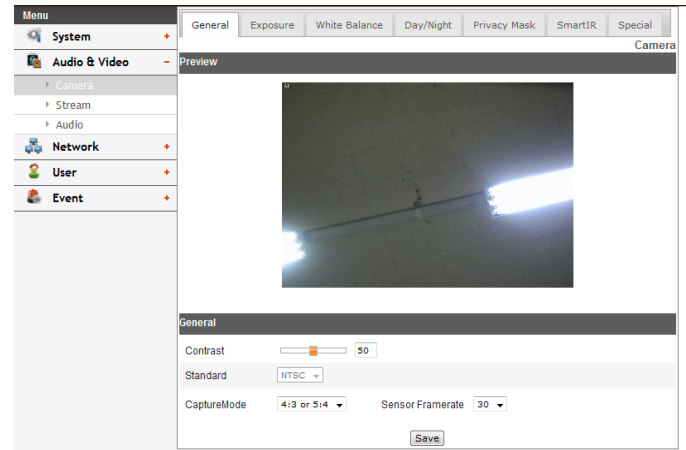 Menu
System +
Audio & Video -
Camera
Stream
Audio
Network +
User +
Event +
General Exposure White Balance Day/Night Privacy Mask SmartIR Special
Camera
Preview
General
Contrast 50
Standard NTSC
CaptureMode 4:3 or 5:4 Sensor Framerate 30
Save